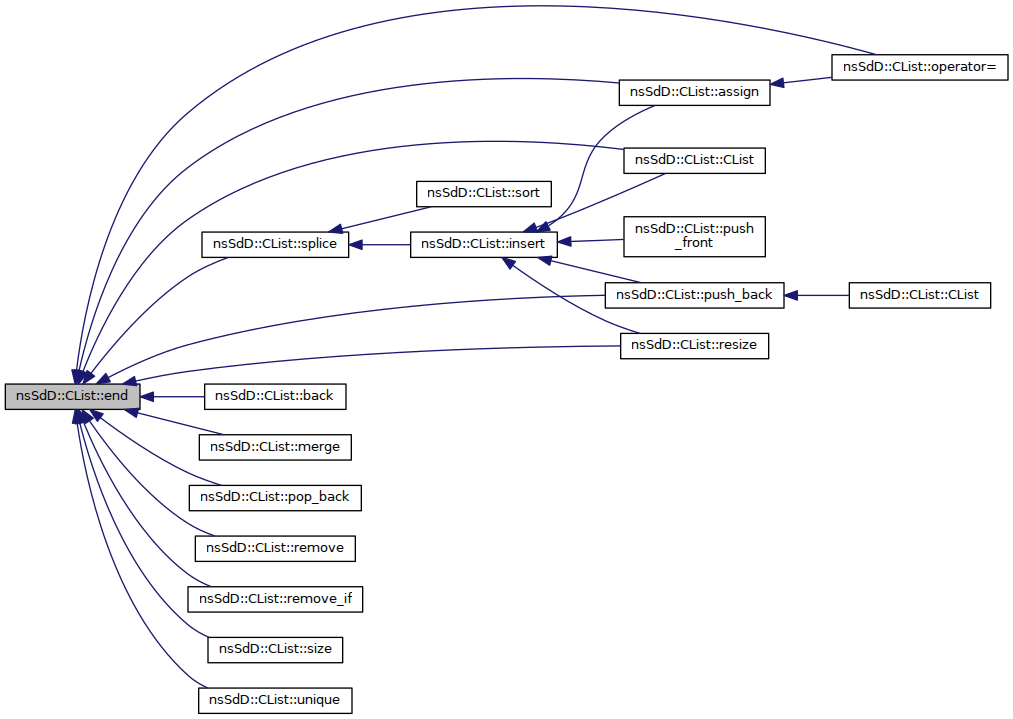 nsSdD::CList::operator=
nsSdD::CList::assign
nsSdD::CList::CList
nsSdD::CList::sort
nsSdD::CList::push
_front
nsSdD::CList::splice
nsSdD::CList::insert
nsSdD::CList::push_back
nsSdD::CList::CList
nsSdD::CList::resize
nsSdD::CList::end
nsSdD::CList::back
nsSdD::CList::merge
nsSdD::CList::pop_back
nsSdD::CList::remove
nsSdD::CList::remove_if
nsSdD::CList::size
nsSdD::CList::unique